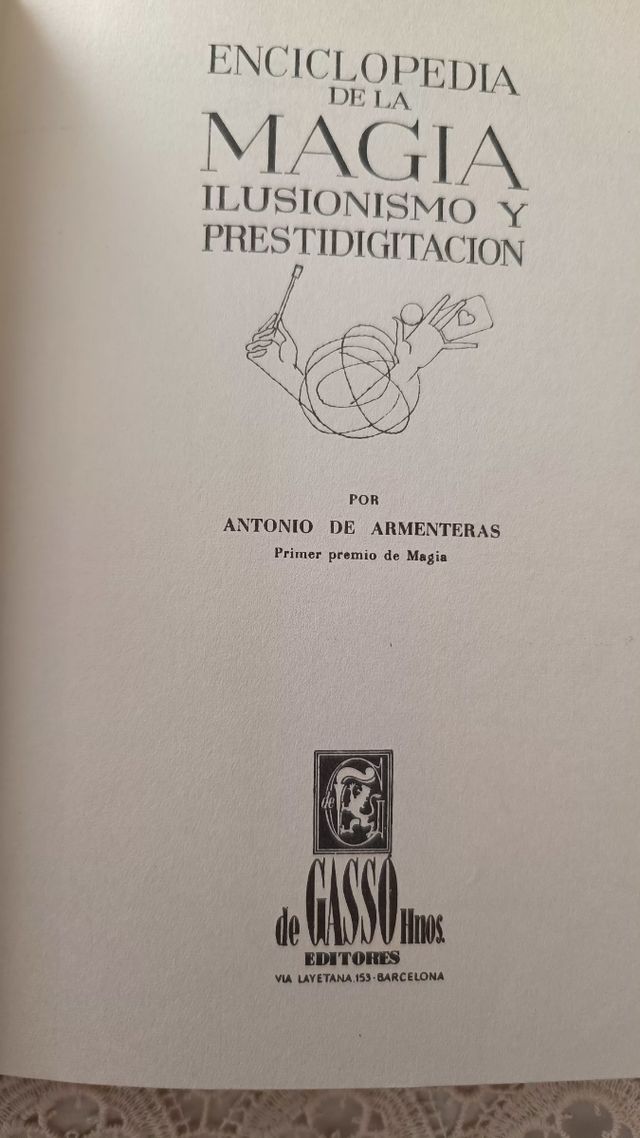 ENCICLOPEDIA
DE LA
MAGIA
ILUSIONISMO Y
PRESTIDIGITACION
POR
ANTONIO DE ARMENTERAS
Primer premio de Magia
de G
de GASSO Hnos.
EDITORES
VIA LAYETANA, 153 - BARCELONA